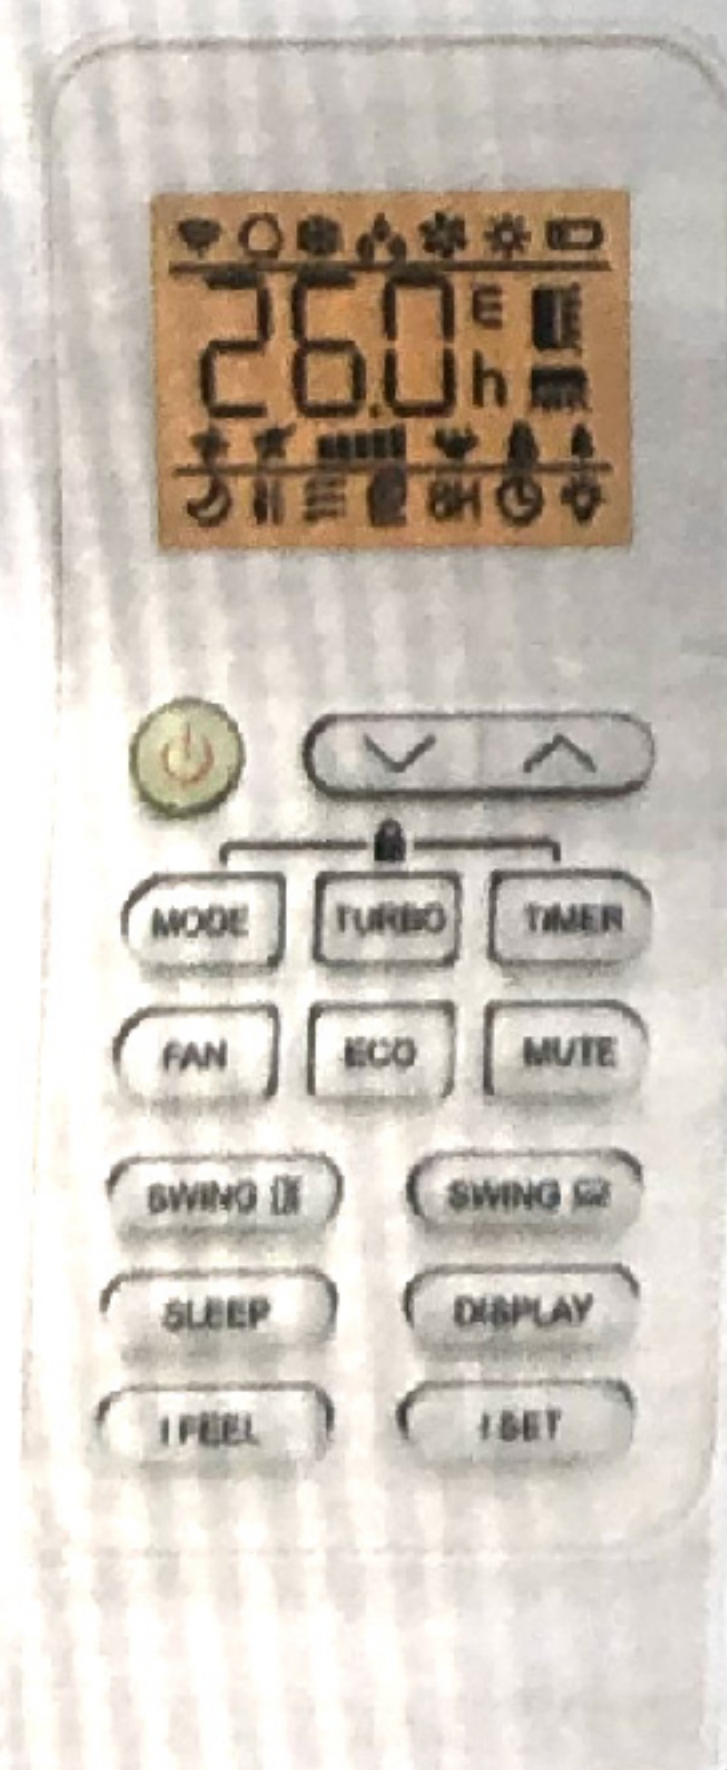 26.0
h
8H
MODE TURBO TIMER
FAN ECO MUTE
SWING SWING
SLEEP DISPLAY
I FEEL I SET